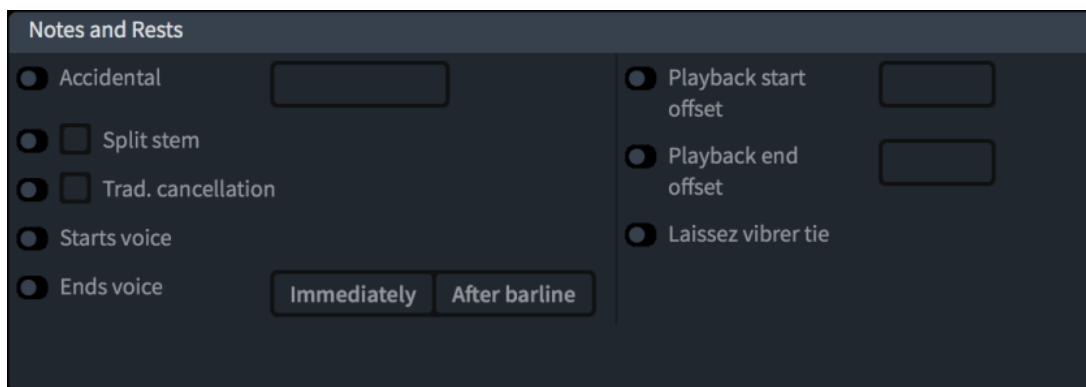 Notes and Rests
Accidental
Split stem
Trad. cancellation
Starts voice
Ends voice
Immediately
After barline
Playback start
offset
Playback end
offset
Laissez vibrer tie